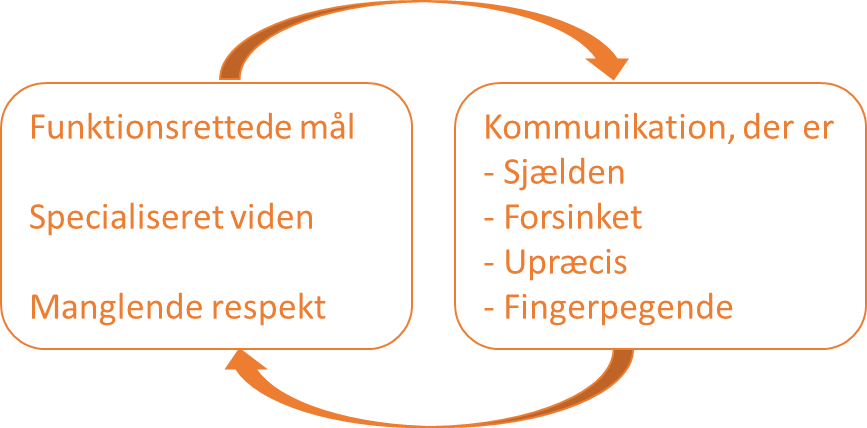 Funktionsrettede mål
Specialiseret viden
Manglende respekt
Kommunikation, der er
- Sjælden
- Forsinket
- Upræcis
- Fingerpegende